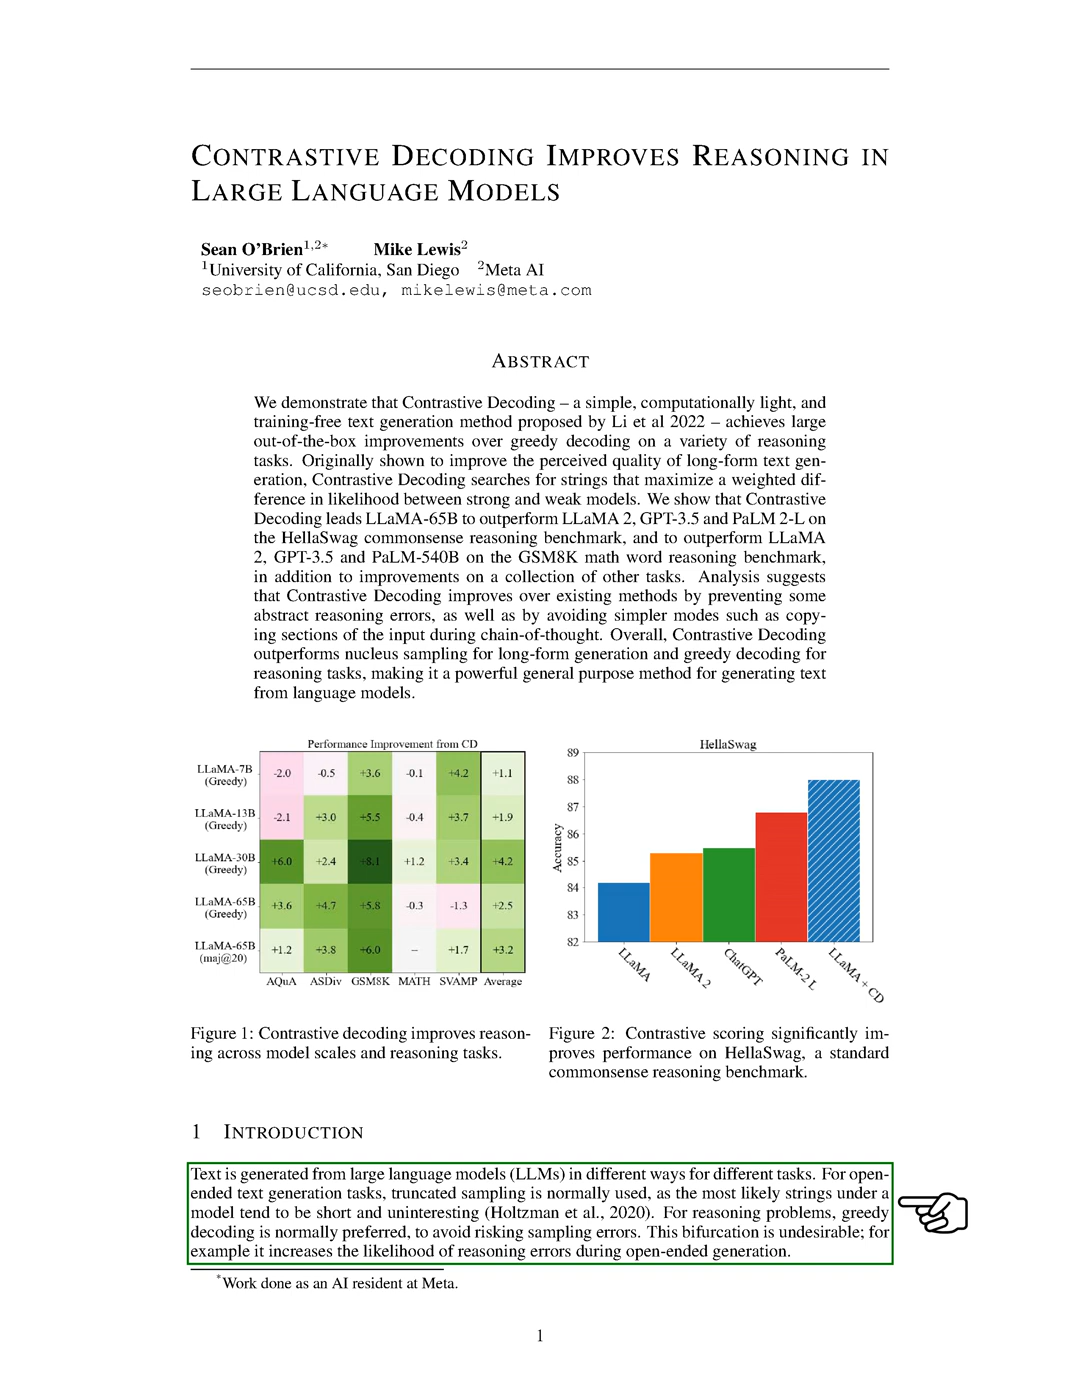 CONTRASTIVE DECODING IMPROVES REASONING IN
LARGE LANGUAGE MODELS
Sean O'Brien1,2* Mike Lewis2
1University of California, San Diego 2Meta AI
seobrien@ucsd.edu, mikelewis@meta.com
ABSTRACT
We demonstrate that Contrastive Decoding – a simple, computationally light, and
training-free text generation method proposed by Li et al 2022 – achieves large
out-of-the-box improvements over greedy decoding on a variety of reasoning
tasks. Originally shown to improve the perceived quality of long-form text gen-
eration, Contrastive Decoding searches for strings that maximize a weighted dif-
ference in likelihood between strong and weak models. We show that Contrastive
Decoding leads LLaMA-65B to outperform LLaMA 2, GPT-3.5 and PaLM 2-L on
the HellaSwag commonsense reasoning benchmark, and to outperform LLaMA
2, GPT-3.5 and PaLM-540B on the GSM8K math word reasoning benchmark,
in addition to improvements on a collection of other tasks. Analysis suggests
that Contrastive Decoding improves over existing methods by preventing some
abstract reasoning errors, as well as by avoiding simpler modes such as copy-
ing sections of the input during chain-of-thought. Overall, Contrastive Decoding
outperforms nucleus sampling for long-form generation and greedy decoding for
reasoning tasks, making it a powerful general purpose method for generating text
from language models.
Performance Improvement from CD
LLaMA-7B
(Greedy)
-2.0 -0.5 +3.6 -0.1 +4.2 +1.1
LLaMA-13B
(Greedy)
-2.1 +3.0 +5.5 -0.4 +3.7 +1.9
LLaMA-30B
(Greedy)
+6.0 +2.4 +8.1 +1.2 +3.4 +4.2
LLaMA-65B
(Greedy)
+3.6 +4.7 +5.8 -0.3 -1.3 +2.5
LLaMA-65B
(maj@20)
+1.2 +3.8 +6.0 – +1.7 +3.2
AQuA ASDiv GSM8K MATH SVAMP Average
HellaSwag
Accuracy
89
88
87
86
85
84
83
82
LLaMA
LLaMA 2
ChatGPT
PaLM-2 L
LLaMA + CD
Figure 1: Contrastive decoding improves reason-
ing across model scales and reasoning tasks.
Figure 2: Contrastive scoring significantly im-
proves performance on HellaSwag, a standard
commonsense reasoning benchmark.
1 INTRODUCTION
Text is generated from large language models (LLMs) in different ways for different tasks. For open-
ended text generation tasks, truncated sampling is normally used, as the most likely strings under a
model tend to be short and uninteresting (Holtzman et al., 2020). For reasoning problems, greedy
decoding is normally preferred, to avoid risking sampling errors. This bifurcation is undesirable; for
example it increases the likelihood of reasoning errors during open-ended generation.
*Work done as an AI resident at Meta.
1